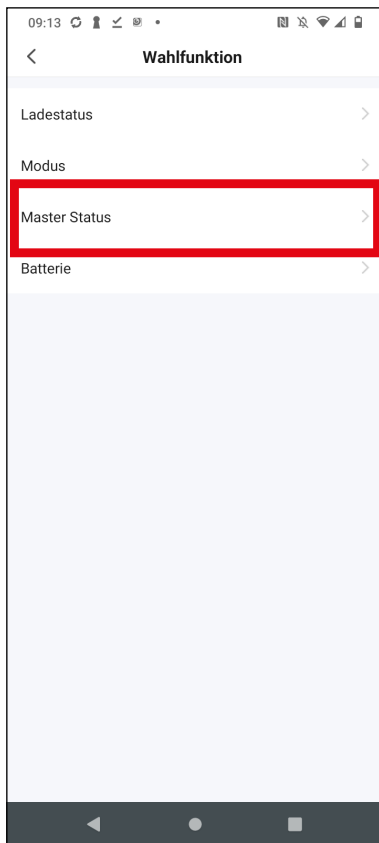 09:13
Wahlfunktion
Ladestatus
Modus
Master Status
Batterie